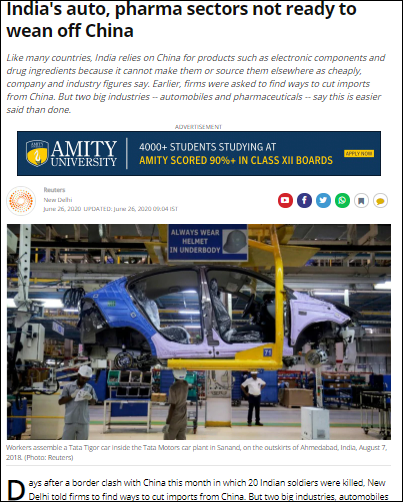 India's auto, pharma sectors not ready to
wean off China
Like many countries, India relies on China for products such as electronic components and
drug ingredients because it cannot make them or source them elsewhere as cheaply,
company and industry figures say. Earlier, firms were asked to find ways to cut imports
from China. But two big industries -- automobiles and pharmaceuticals -- say this is easier
said than done.
ADVERTISEMENT
AMITY
UNIVERSITY
4000+ STUDENTS STUDYING AT
AMITY SCORED 90%+ IN CLASS XII BOARDS
APPLY NOW
Reuters
New Delhi
June 26, 2020 UPDATED: June 26, 2020 09:04 IST
ALWAYS WEAR
HELMET
IN UNDERBODY
71
Workers assemble a Tata Tigor car inside the Tata Motors car plant in Sanand, on the outskirts of Ahmedabad, India, August 7,
2018. (Photo: Reuters)
Days after a border clash with China this month in which 20 Indian soldiers were killed, New
Delhi told firms to find ways to cut imports from China. But two big industries, automobiles